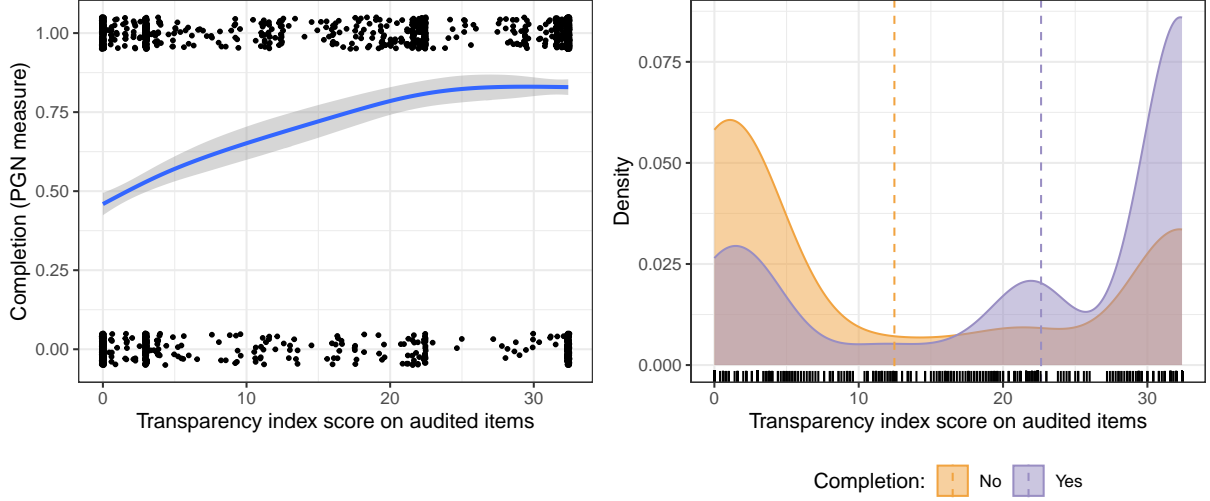 1.00
0.75
0.50
0.25
0.00
Completion (PGN measure)
0 10 20 30
Transparency index score on audited items
0.075
0.050
0.025
0.000
Density
0 10 20 30
Transparency index score on audited items
Completion: No Yes